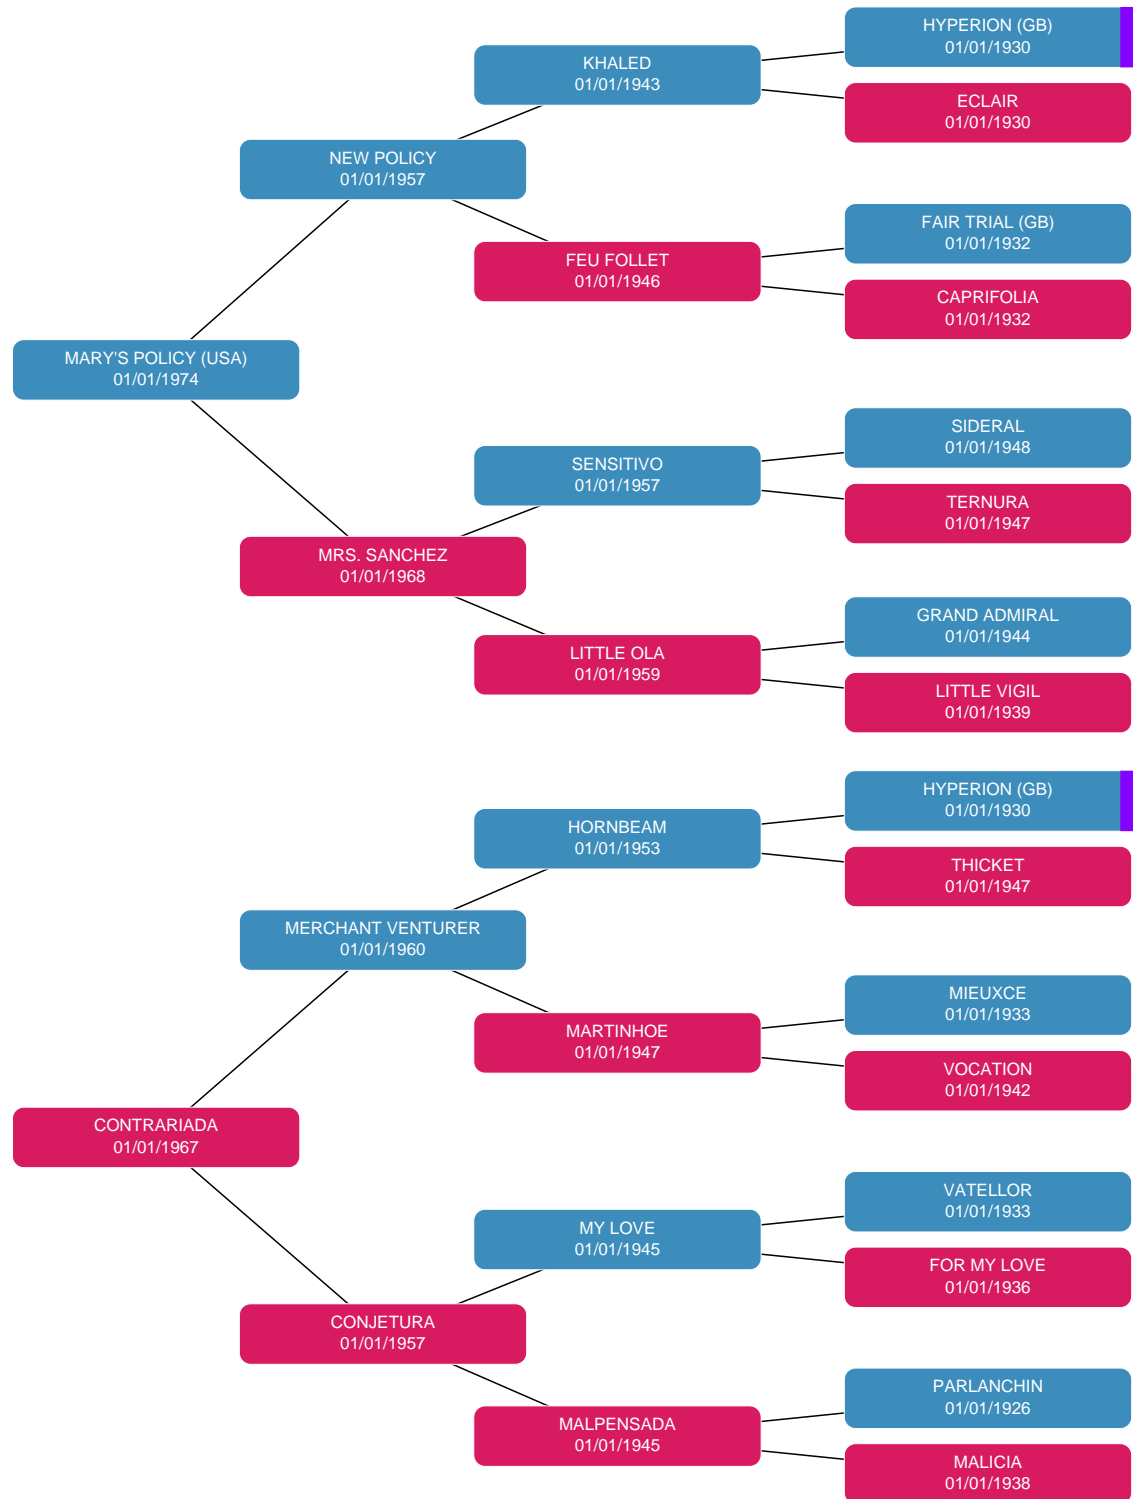 HYPERION (GB)
01/01/1930
KHALED
01/01/1943
ECLAIR
01/01/1930
NEW POLICY
01/01/1957
FAIR TRIAL (GB)
01/01/1932
FEU FOLLET
01/01/1946
CAPRIFOLIA
01/01/1932
MARY'S POLICY (USA)
01/01/1974
SIDERAL
01/01/1948
SENSITIVO
01/01/1957
TERNURA
01/01/1947
MRS. SANCHEZ
01/01/1968
GRAND ADMIRAL
01/01/1944
LITTLE OLA
01/01/1959
LITTLE VIGIL
01/01/1939
HYPERION (GB)
01/01/1930
HORNBEAM
01/01/1953
THICKET
01/01/1947
MERCHANT VENTURER
01/01/1960
MIEUXCE
01/01/1933
MARTINHOE
01/01/1947
VOCATION
01/01/1942
CONTRARIADA
01/01/1967
VATELLOR
01/01/1933
MY LOVE
01/01/1945
FOR MY LOVE
01/01/1936
CONJETURA
01/01/1957
PARLANCHIN
01/01/1926
MALPENSADA
01/01/1945
MALICIA
01/01/1938